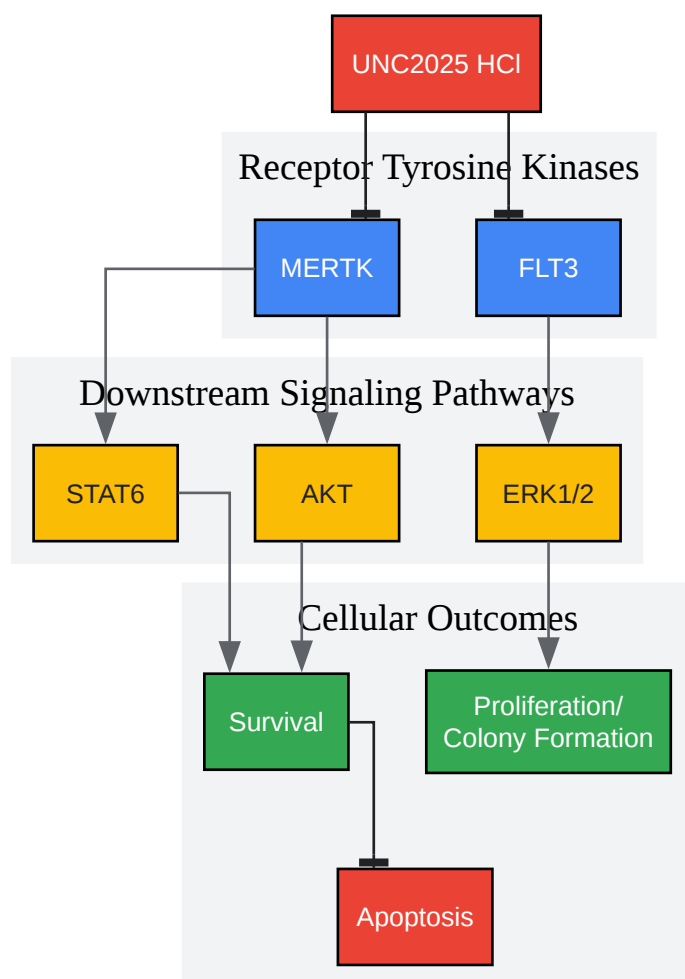 UNC2025 HCl
Receptor Tyrosine Kinases
MERTK
FLT3
Downstream Signaling Pathways
STAT6
AKT
ERK1/2
Cellular Outcomes
Survival
Proliferation/
Colony Formation
Apoptosis